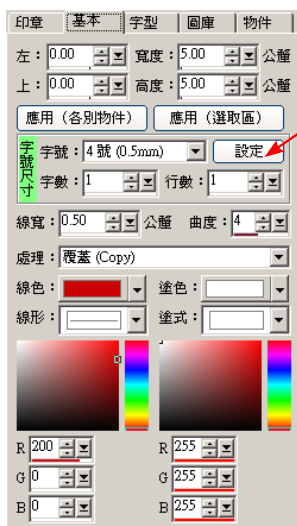 印章 基本 字型 圖庫 物件
左：0.00 寬度：5.00 公釐
上：0.00 高度：5.00 公釐
應用（各別物件） 應用（選取區）
字號尺寸 字號：4 號 (0.5mm) 設定
字數：1 行數：1
線寬：0.50 公釐 曲度：4
處理：覆蓋 (Copy)
線色： 塗色：
線形： 塗式：
R 200 R 255
G 0 G 255
B 0 B 255